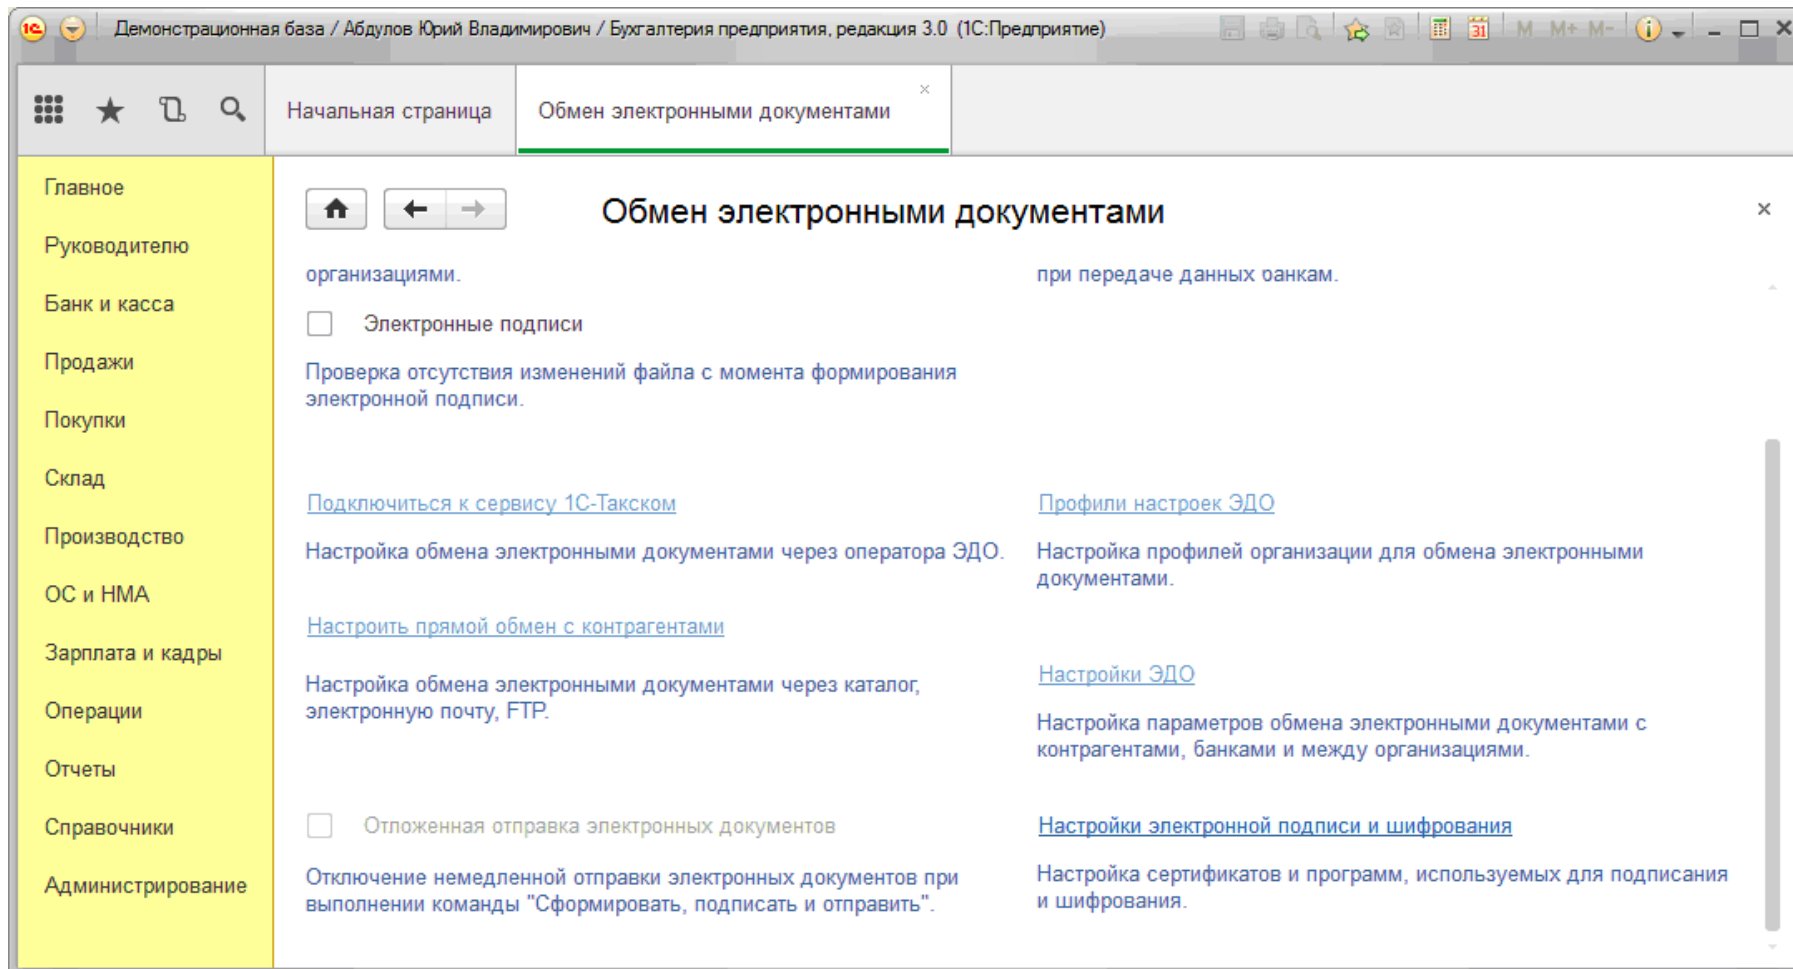 Демонстрационная база / Абдулов Юрий Владимирович / Бухгалтерия предприятия, редакция 3.0 (1С:Предприятие)
31 M M+ M-
Начальная страница
Обмен электронными документами
Главное
Руководителю
Банк и касса
Продажи
Покупки
Склад
Производство
ОС и НМА
Зарплата и кадры
Операции
Отчеты
Справочники
Администрирование
Обмен электронными документами
организациями.
Электронные подписи
Проверка отсутствия изменений файла с момента формирования
электронной подписи.
Подключиться к сервису 1С-Такском
Настройка обмена электронными документами через оператора ЭДО.
Настроить прямой обмен с контрагентами
Настройка обмена электронными документами через каталог,
электронную почту, FTP.
Отложенная отправка электронных документов
Отключение немедленной отправки электронных документов при
выполнении команды "Сформировать, подписать и отправить".
при передаче данных банкам.
Профили настроек ЭДО
Настройка профилей организации для обмена электронными
документами.
Настройки ЭДО
Настройка параметров обмена электронными документами с
контрагентами, банками и между организациями.
Настройки электронной подписи и шифрования
Настройка сертификатов и программ, используемых для подписания
и шифрования.